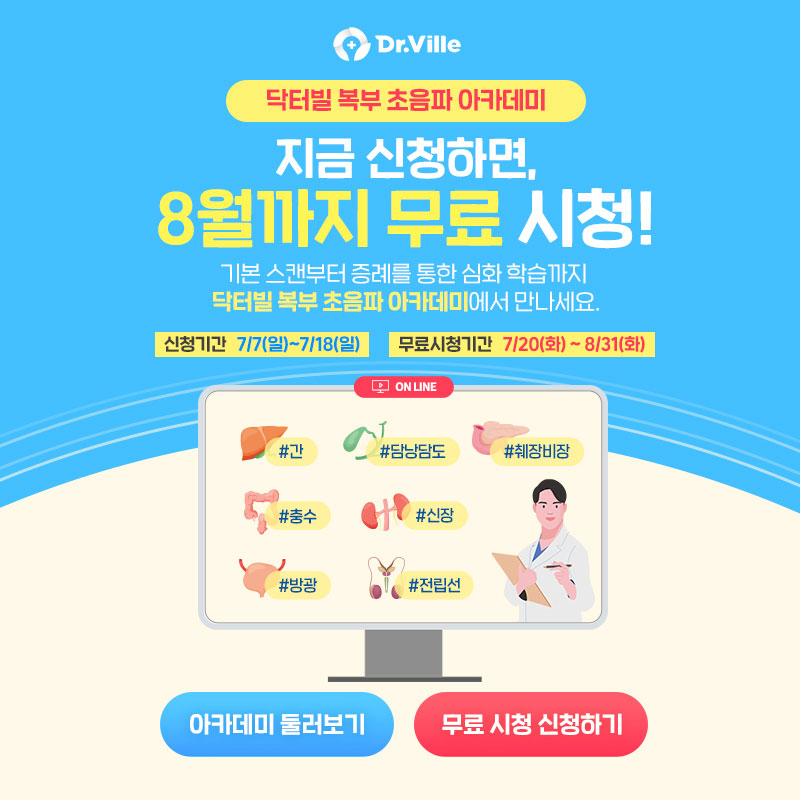 Dr.Ville
닥터빌 복부 초음파 아카데미
지금 신청하면,
8월까지 무료 시청!
기본 스캔부터 증례를 통한 심화 학습까지
닥터빌 복부 초음파 아카데미에서 만나세요.
신청기간 7/7(일)~7/18(일)
무료시청기간 7/20(화) ~ 8/31(화)
ON LINE
#간
#담낭담도
#췌장비장
#충수
#신장
#방광
#전립선
아카데미 둘러보기
무료 시청 신청하기